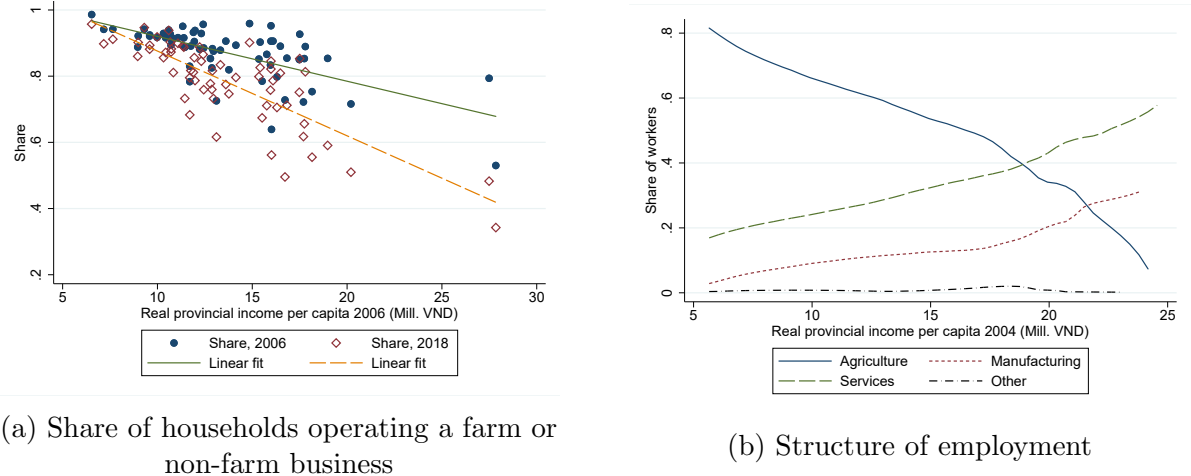 1
.8
.6
.4
.2
Share
5
10
15
20
25
30
Real provincial income per capita 2006 (Mill. VND)
Share, 2006
Share, 2018
Linear fit
Linear fit
(a) Share of households operating a farm or
non-farm business
.8
.6
.4
.2
0
Share of workers
5
10
15
20
25
Real provincial income per capita 2004 (Mill. VND)
Agriculture
Manufacturing
Services
Other
(b) Structure of employment